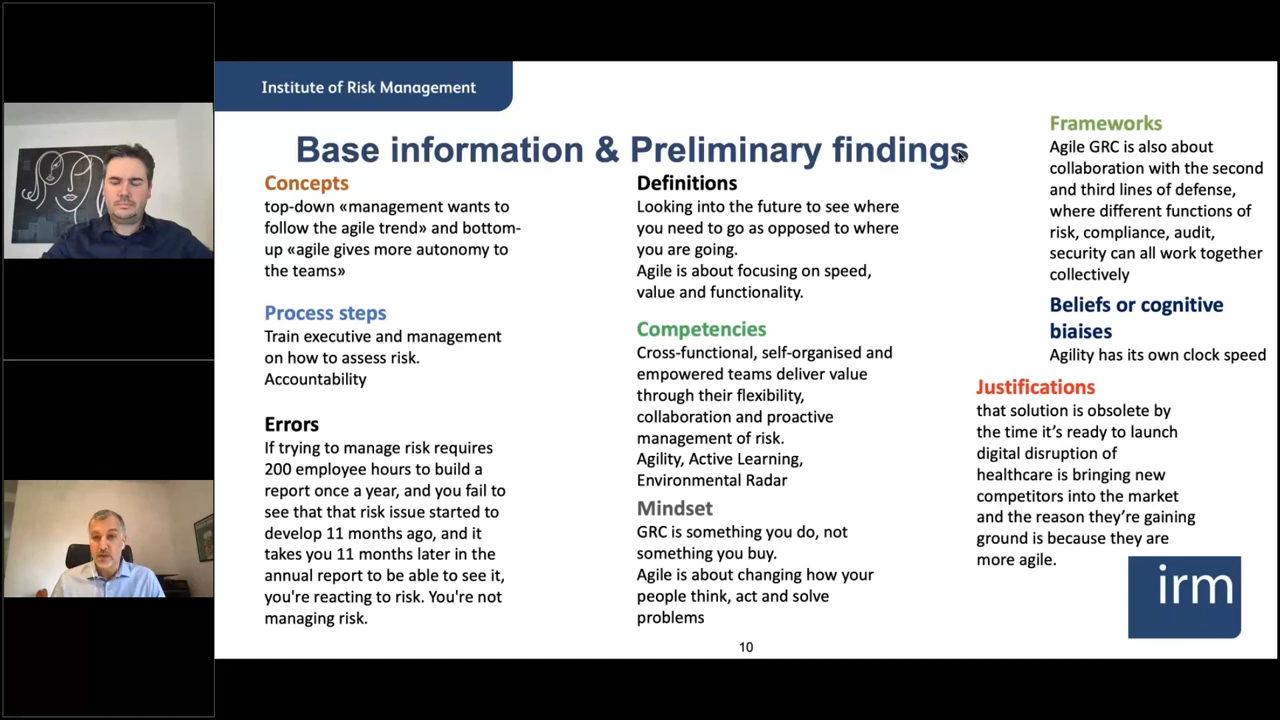 Institute of Risk Management
Base information & Preliminary findings
Concepts
top-down «management wants to
follow the agile trend» and bottom-
up «agile gives more autonomy to
the teams»
Process steps
Train executive and management
on how to assess risk.
Accountability
Errors
If trying to manage risk requires
200 employee hours to build a
report once a year, and you fail to
see that that risk issue started to
develop 11 months ago, and it
takes you 11 months later in the
annual report to be able to see it,
you're reacting to risk. You're not
managing risk.
Definitions
Looking into the future to see where
you need to go as opposed to where
you are going.
Agile is about focusing on speed,
value and functionality.
Competencies
Cross-functional, self-organised and
empowered teams deliver value
through their flexibility,
collaboration and proactive
management of risk.
Agility, Active Learning,
Environmental Radar
Mindset
GRC is something you do, not
something you buy.
Agile is about changing how your
people think, act and solve
problems
Frameworks
Agile GRC is also about
collaboration with the second
and third lines of defense,
where different functions of
risk, compliance, audit,
security can all work together
collectively
Beliefs or cognitive
biaises
Agility has its own clock speed
Justifications
that solution is obsolete by
the time it’s ready to launch
digital disruption of
healthcare is bringing new
competitors into the market
and the reason they’re gaining
ground is because they are
more agile.
irm
10